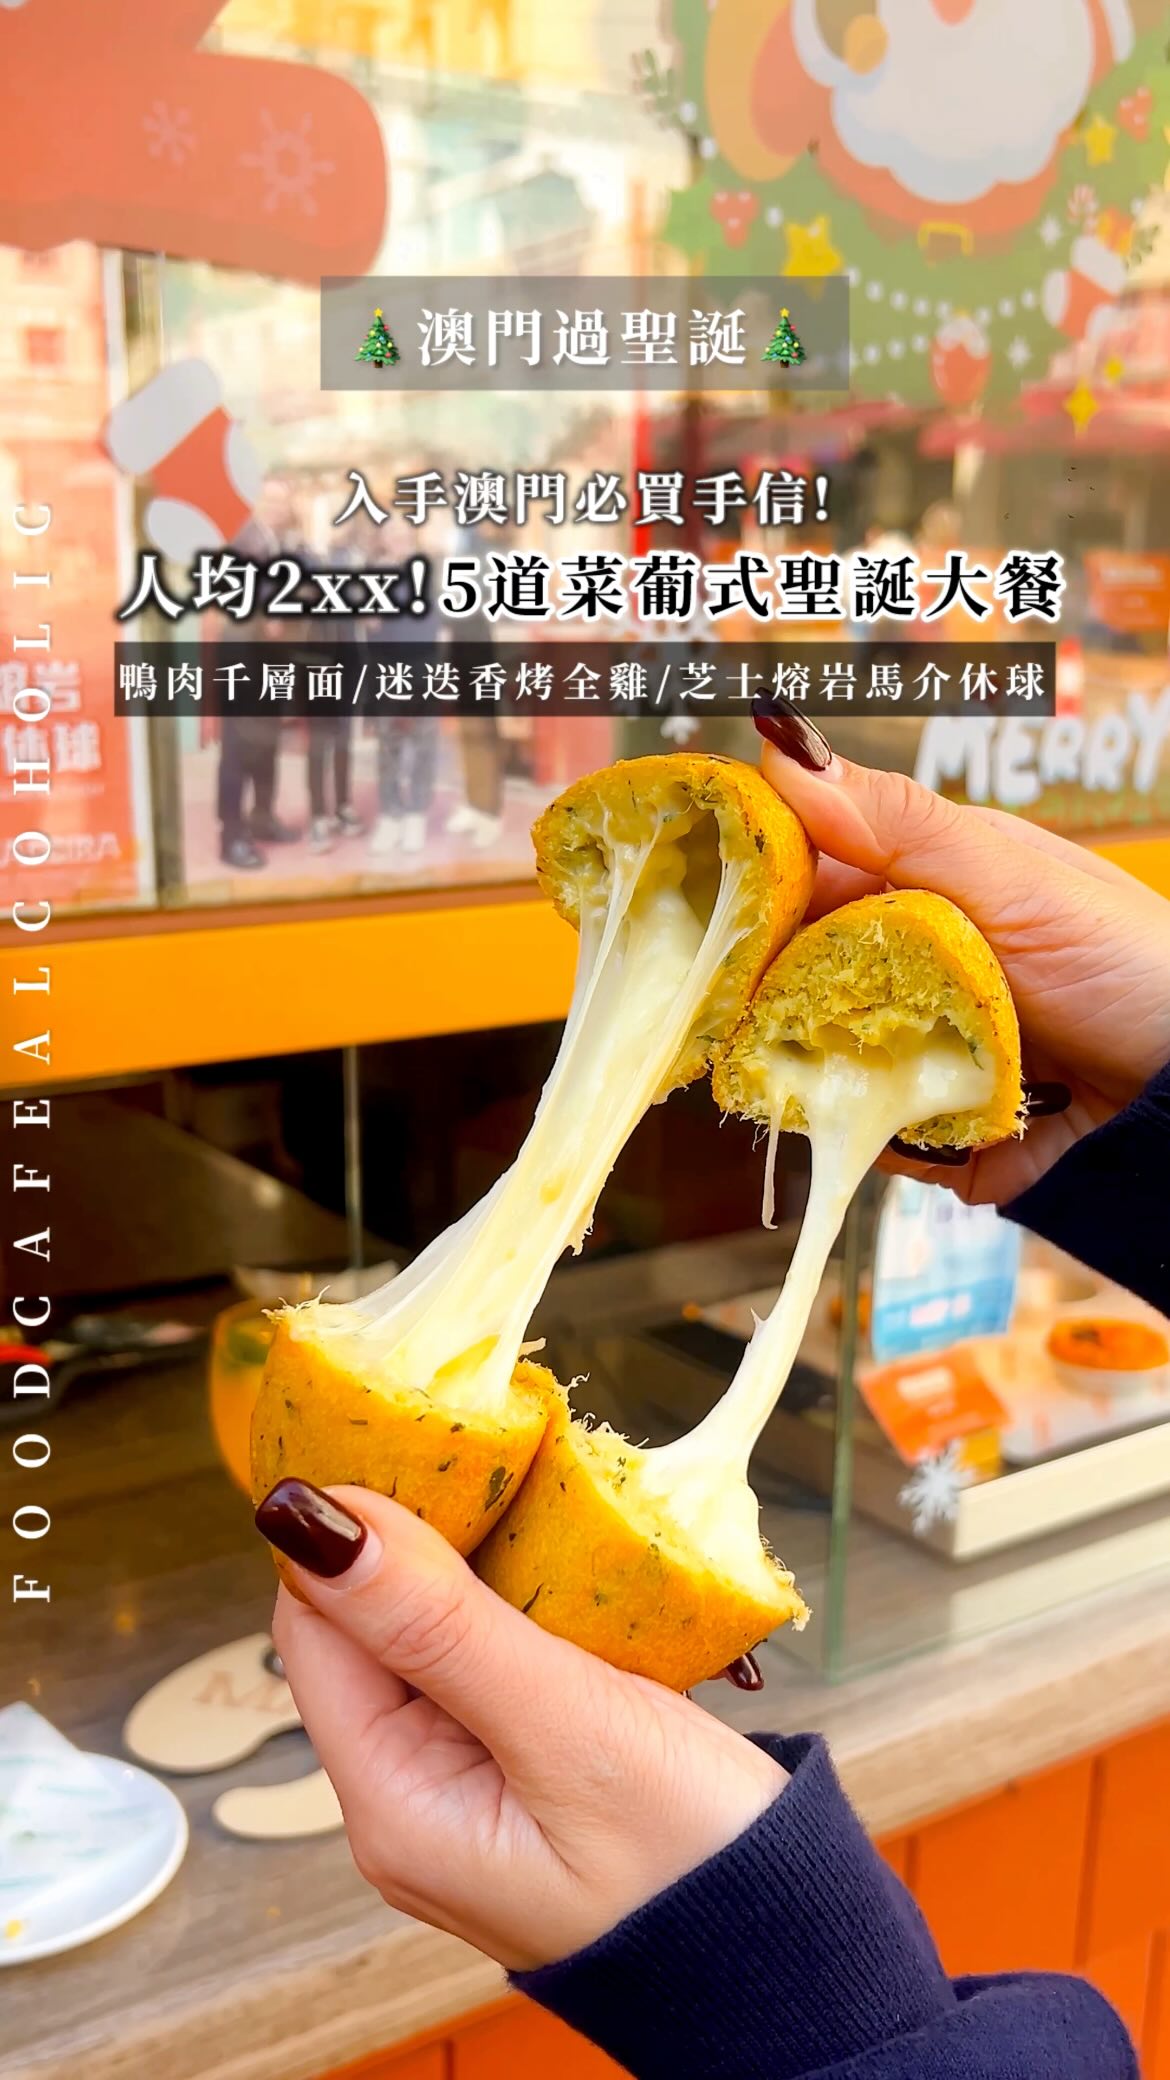 🎄澳門過聖誕🎄
入手澳門必買手信!
人均2xx!5道菜葡式聖誕大餐
鴨肉千層面/迷迭香烤全雞/芝士熔岩馬介休球
FOODCAFEALCOHOLIC
MERRY
休球